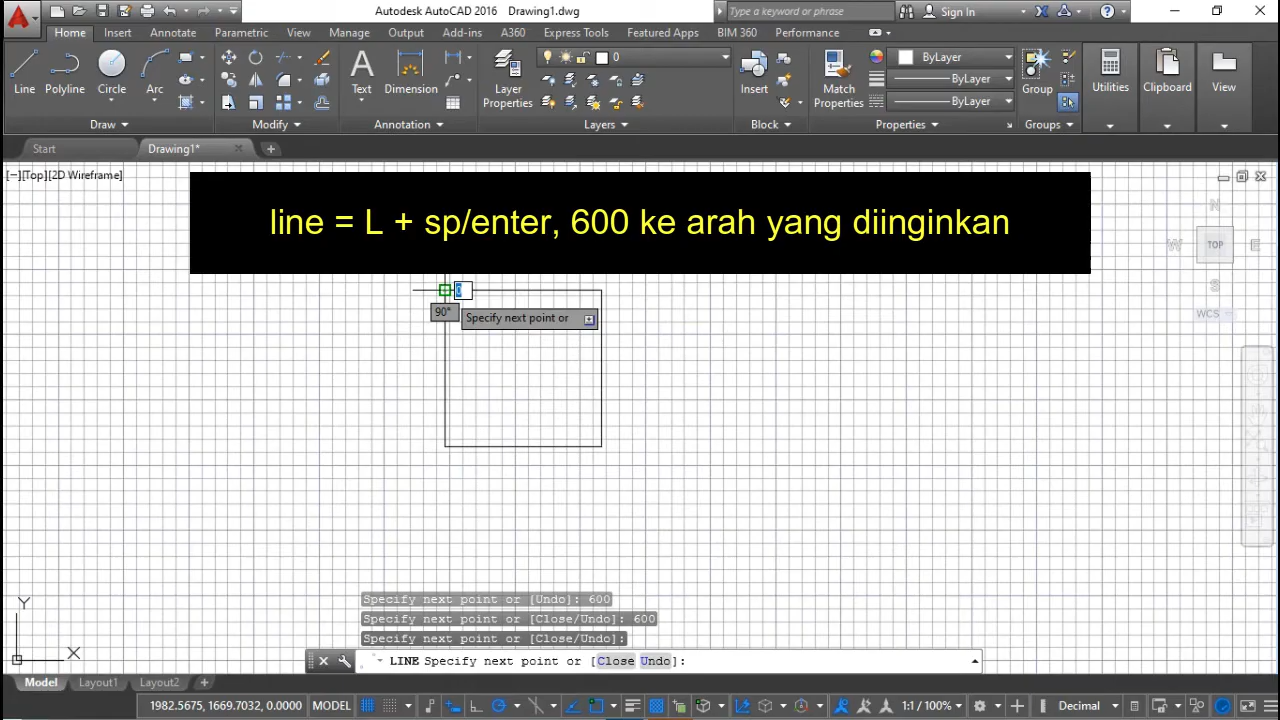 Autodesk AutoCAD 2016 Drawing1.dwg
Type a keyword or phrase
Sign In
Home Insert Annotate Parametric View Manage Output Add-ins A360 Express Tools Featured Apps BIM 360 Performance
Line Polyline Circle Arc
Text Dimension
Layer Properties
0
Insert
Match Properties
ByLayer
ByLayer
ByLayer
Group
Utilities
Clipboard
View
Draw Modify Annotation Layers Block Properties Groups
Start Drawing1*
[−][Top][2D Wireframe]
line = L + sp/enter, 600 ke arah yang diinginkan
N
W TOP E
S
WCS
0
90°
Specify next point or
Specify next point or [Undo]: 600
Specify next point or [Close/Undo]: 600
Specify next point or [Close/Undo]:
Y
X
LINE Specify next point or [Close Undo]:
Model Layout1 Layout2
1982.5675, 1669.7032, 0.0000 MODEL
1:1 / 100%
Decimal